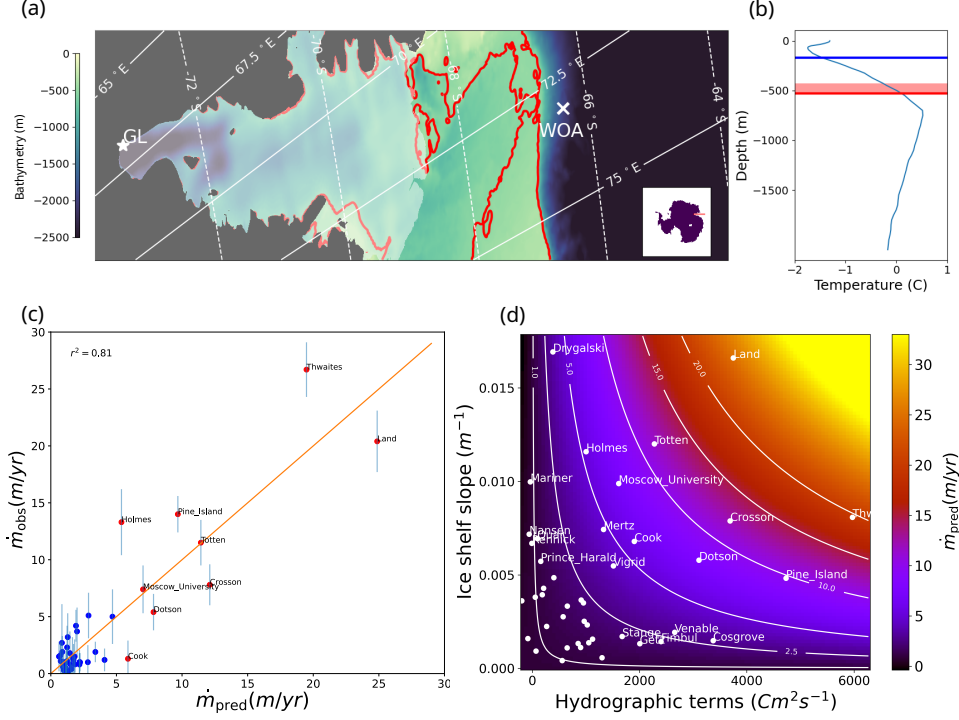 (a)
Bathymetry (m)
0
−500
−1000
−1500
−2000
−2500
65 °E
67.5 °E
70 °E
72.5 °E
75 °E
-72 °S
-70 °S
-68 °S
-66 °S
-64 °S
GL
WOA
(b)
Depth (m)
0
−500
−1000
−1500
−2
−1
0
1
Temperature (C)
(c)
r² = 0.81
Thwaites
Land
Holmes
Pine_Island
Totten
Moscow_University
Crosson
Dotson
Cook
ṁobs(m/yr)
30
25
20
15
10
5
0
0
5
10
15
20
25
30
ṁpred(m/yr)
(d)
Ice shelf slope (m⁻¹)
0.015
0.010
0.005
0.000
Drygalski
Land
Holmes
Totten
Mariner
Moscow_University
Nansen
Rennick
Mertz
Cook
Crosson
Thw
Prince_Harald
Vigrid
Dotson
Pine_Island
Stange
Getz
Fimbul
Venable
Cosgrove
1.0
5.0
15.0
20.0
10.0
2.5
0
2000
4000
6000
Hydrographic terms (Cm²s⁻¹)
30
25
20
15
10
5
0
ṁpred(m/yr)